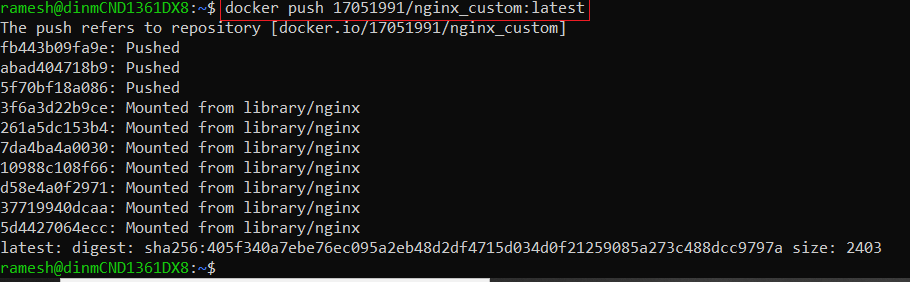 ramesh@dinmCND1361DX8:~$ docker push 17051991/nginx_custom:latest
The push refers to repository [docker.io/17051991/nginx_custom]
fb443b09fa9e: Pushed
abad404718b9: Pushed
5f70bf18a086: Pushed
3f6a3d22b9ce: Mounted from library/nginx
261a5dc153b4: Mounted from library/nginx
7da4ba4a0030: Mounted from library/nginx
10988c108f66: Mounted from library/nginx
d58e4a0f2971: Mounted from library/nginx
37719940dcaa: Mounted from library/nginx
5d4427064ecc: Mounted from library/nginx
latest: digest: sha256:405f340a7ebe76ec095a2eb48d2df4715d034d0f21259085a273c488dcc9797a size: 2403
ramesh@dinmCND1361DX8:~$